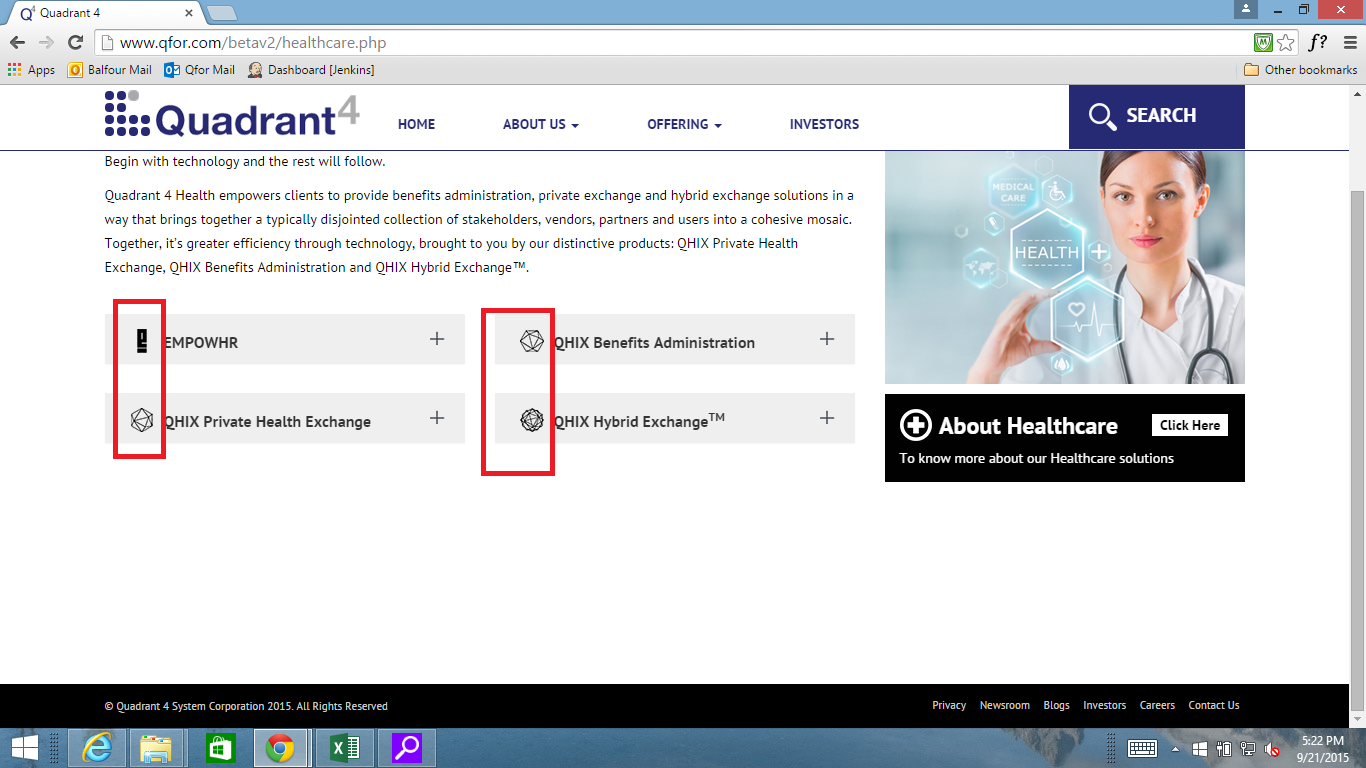 Q4 Quadrant 4
www.qfor.com/betav2/healthcare.php
f?
Apps Balfour Mail Qfor Mail Dashboard [Jenkins] Other bookmarks
Quadrant4
HOME ABOUT US OFFERING INVESTORS
SEARCH
Begin with technology and the rest will follow.
Quadrant 4 Health empowers clients to provide benefits administration, private exchange and hybrid exchange solutions in a
way that brings together a typically disjointed collection of stakeholders, vendors, partners and users into a cohesive mosaic.
Together, it's greater efficiency through technology, brought to you by our distinctive products: QHIX Private Health
Exchange, QHIX Benefits Administration and QHIX Hybrid Exchange™.
EMPOWHR
QHIX Benefits Administration
QHIX Private Health Exchange
QHIX Hybrid Exchange™
MEDICAL
CARE
HEALTH
About Healthcare
Click Here
To know more about our Healthcare solutions
© Quadrant 4 System Corporation 2015. All Rights Reserved
Privacy Newsroom Blogs Investors Careers Contact Us
5:22 PM
9/21/2015